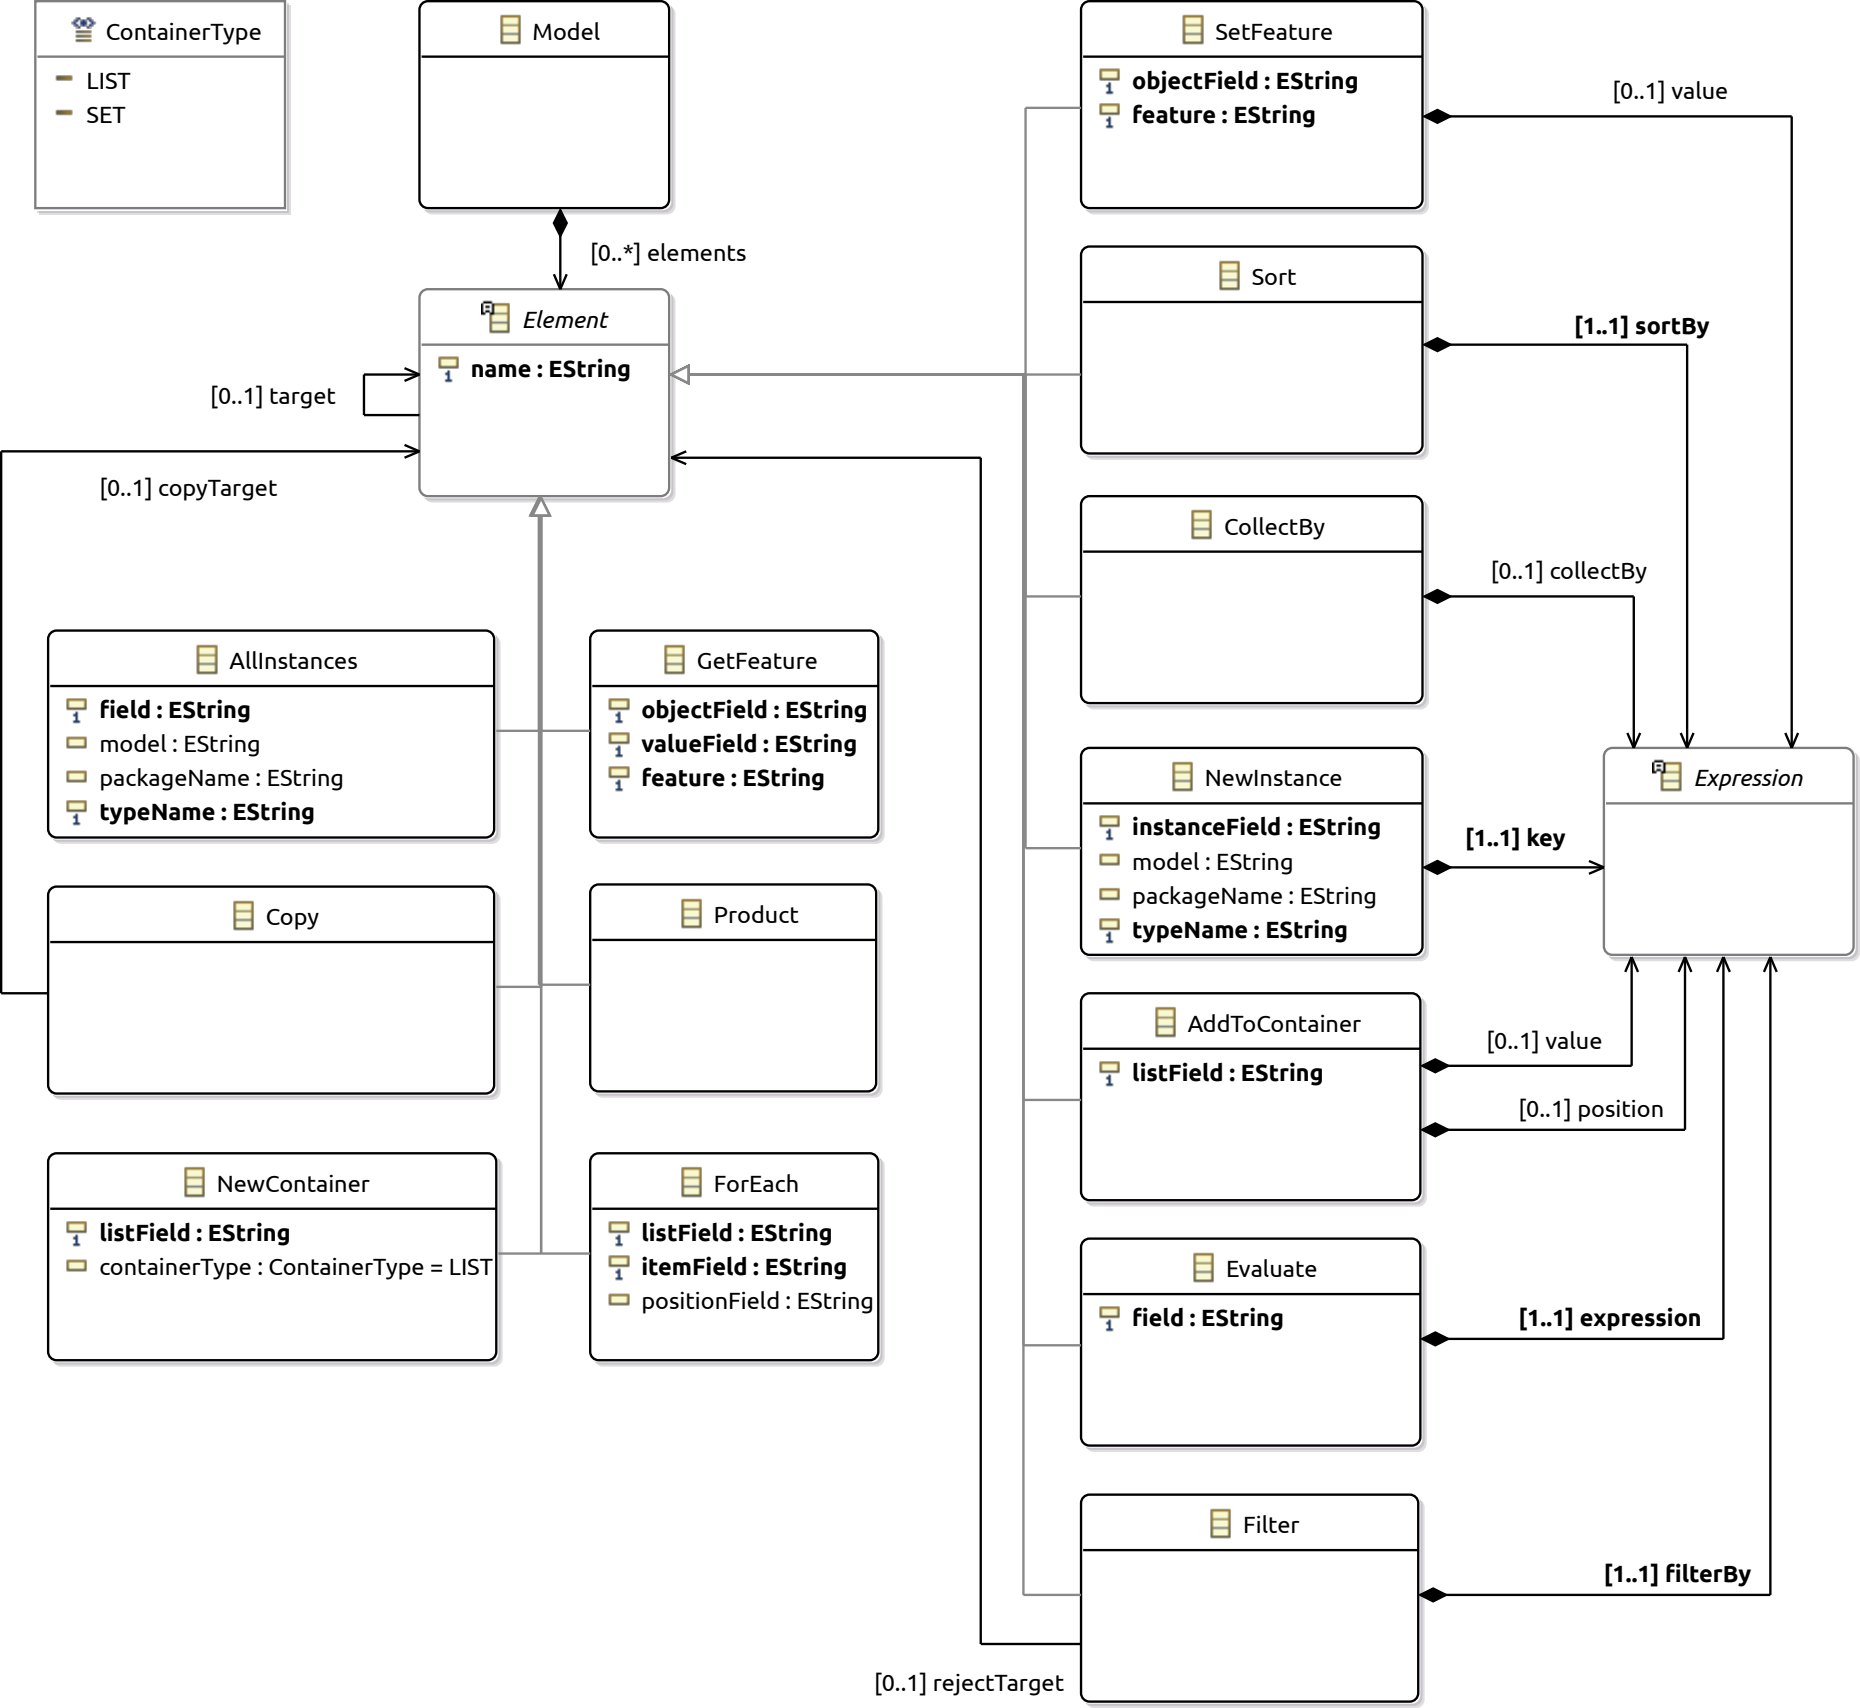 ContainerType
LIST
SET
Model
[0..*] elements
Element
name : EString
[0..1] target
[0..1] copyTarget
AllInstances
field : EString
model : EString
packageName : EString
typeName : EString
GetFeature
objectField : EString
valueField : EString
feature : EString
Copy
Product
NewContainer
listField : EString
containerType : ContainerType = LIST
ForEach
listField : EString
itemField : EString
positionField : EString
SetFeature
objectField : EString
feature : EString
[0..1] value
Sort
[1..1] sortBy
CollectBy
[0..1] collectBy
NewInstance
instanceField : EString
model : EString
packageName : EString
typeName : EString
[1..1] key
Expression
AddToContainer
listField : EString
[0..1] value
[0..1] position
Evaluate
field : EString
[1..1] expression
Filter
[1..1] filterBy
[0..1] rejectTarget